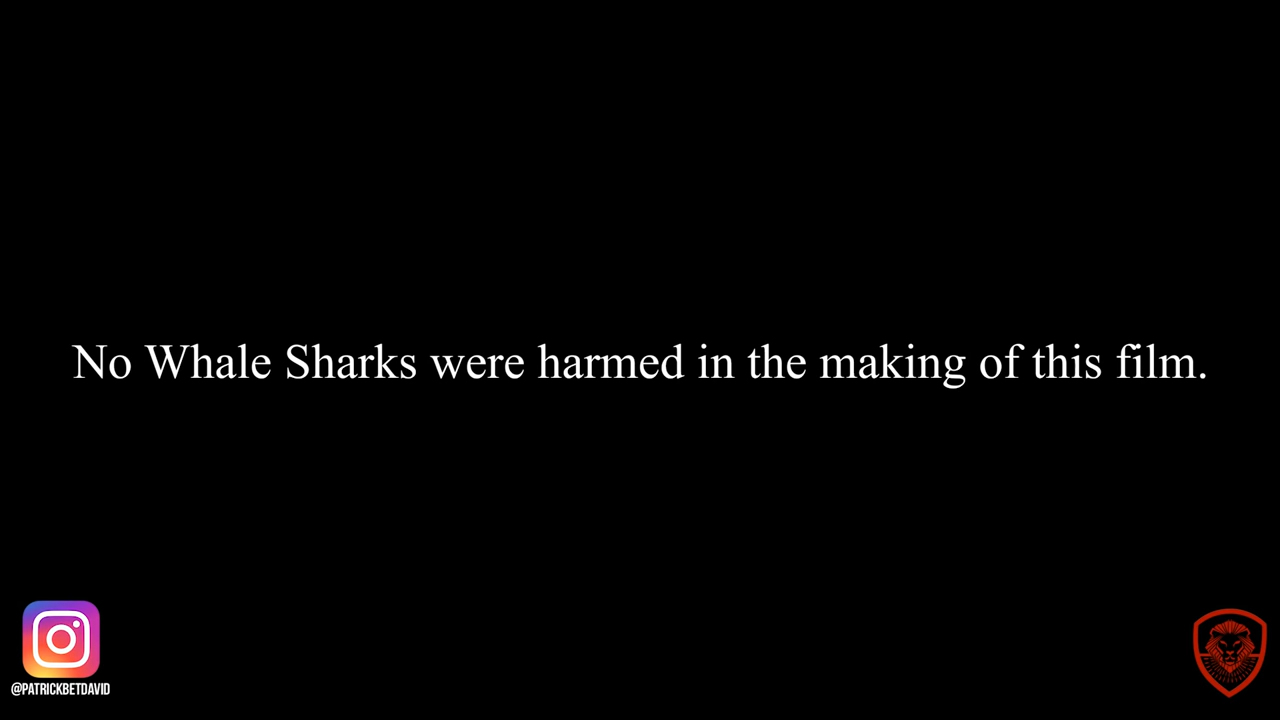 No Whale Sharks were harmed in the making of this film.
@PATRICKBETDAVID